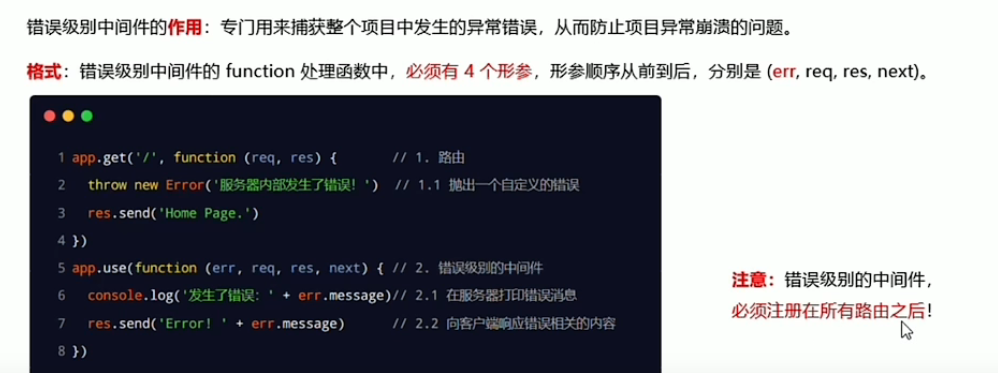 错误级别中间件的作用：专门用来捕获整个项目中发生的异常错误，从而防止项目异常崩溃的问题。
格式：错误级别中间件的 function 处理函数中，必须有 4 个形参，形参顺序从前到后，分别是 (err, req, res, next)。
1 app.get('/', function (req, res) { // 1. 路由
2 throw new Error('服务器内部发生了错误！') // 1.1 抛出一个自定义的错误
3 res.send('Home Page.')
4 })
5 app.use(function (err, req, res, next) { // 2. 错误级别的中间件
6 console.log('发生了错误：' + err.message)// 2.1 在服务器打印错误消息
7 res.send('Error! ' + err.message) // 2.2 向客户端响应错误相关的内容
8 })
注意：错误级别的中间件，
必须注册在所有路由之后！